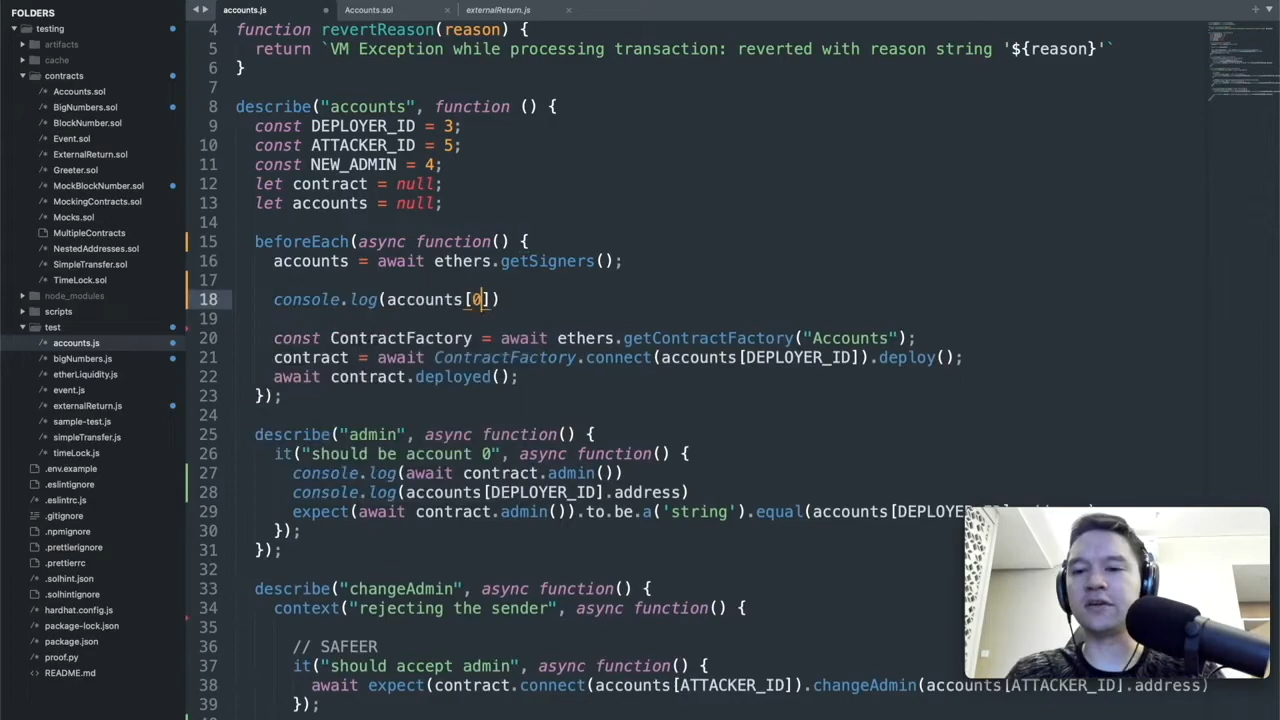 FOLDERS
testing
artifacts
cache
contracts
Accounts.sol
BigNumbers.sol
BlockNumber.sol
Event.sol
ExternalReturn.sol
Greeter.sol
MockBlockNumber.sol
MockingContracts.sol
Mocks.sol
MultipleContracts
NestedAddresses.sol
SimpleTransfer.sol
TimeLock.sol
node_modules
scripts
test
accounts.js
bigNumbers.js
etherLiquidity.js
event.js
externalReturn.js
sample-test.js
simpleTransfer.js
timeLock.js
.env.example
.eslintignore
.eslintrc.js
.gitignore
.npmignore
.prettierignore
.prettierrc
.solhint.json
.solhintignore
hardhat.config.js
package-lock.json
package.json
proof.py
README.md
accounts.js
Accounts.sol
externalReturn.js
4 function revertReason(reason) {
5 return `VM Exception while processing transaction: reverted with reason string '${reason}'`
6 }
7
8 describe("accounts", function () {
9 const DEPLOYER_ID = 3;
10 const ATTACKER_ID = 5;
11 const NEW_ADMIN = 4;
12 let contract = null;
13 let accounts = null;
14
15 beforeEach(async function() {
16 accounts = await ethers.getSigners();
17
18 console.log(accounts[0])
19
20 const ContractFactory = await ethers.getContractFactory("Accounts");
21 contract = await ContractFactory.connect(accounts[DEPLOYER_ID]).deploy();
22 await contract.deployed();
23 });
24
25 describe("admin", async function() {
26 it("should be account 0", async function() {
27 console.log(await contract.admin())
28 console.log(accounts[DEPLOYER_ID].address)
29 expect(await contract.admin()).to.be.a('string').equal(accounts[DEPLOYER_ID].address)
30 });
31 });
32
33 describe("changeAdmin", async function() {
34 context("rejecting the sender", async function() {
35
36 // SAFEER
37 it("should accept admin", async function() {
38 await expect(contract.connect(accounts[ATTACKER_ID]).changeAdmin(accounts[ATTACKER_ID].address)
39 });